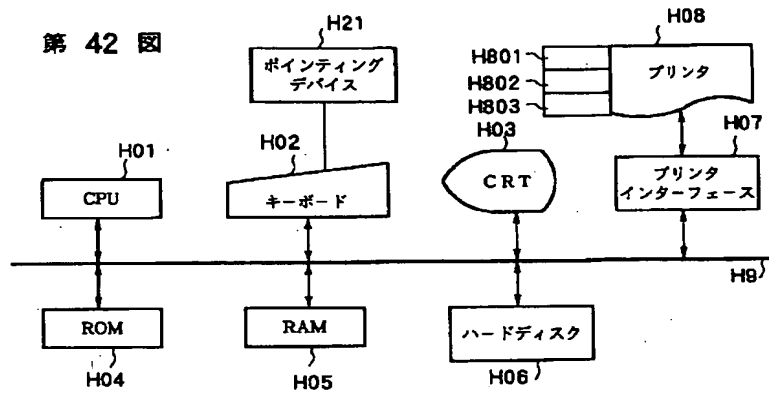 第 42 図
H21
ポインティング
デバイス
H08
H801
H802
H803
プリンタ
H01
CPU
H02
キーボード
H03
CRT
H07
プリンタ
インターフェース
H9
ROM
H04
RAM
H05
ハードディスク
H06